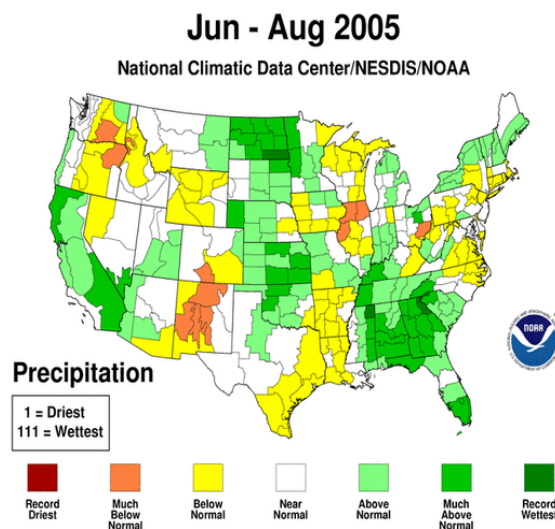 Jun - Aug 2005
National Climatic Data Center/NESDIS/NOAA
NOAA
Precipitation
1 = Driest
111 = Wettest
Record
Driest
Much
Below
Normal
Below
Normal
Near
Normal
Above
Normal
Much
Above
Normal
Record
Wettest